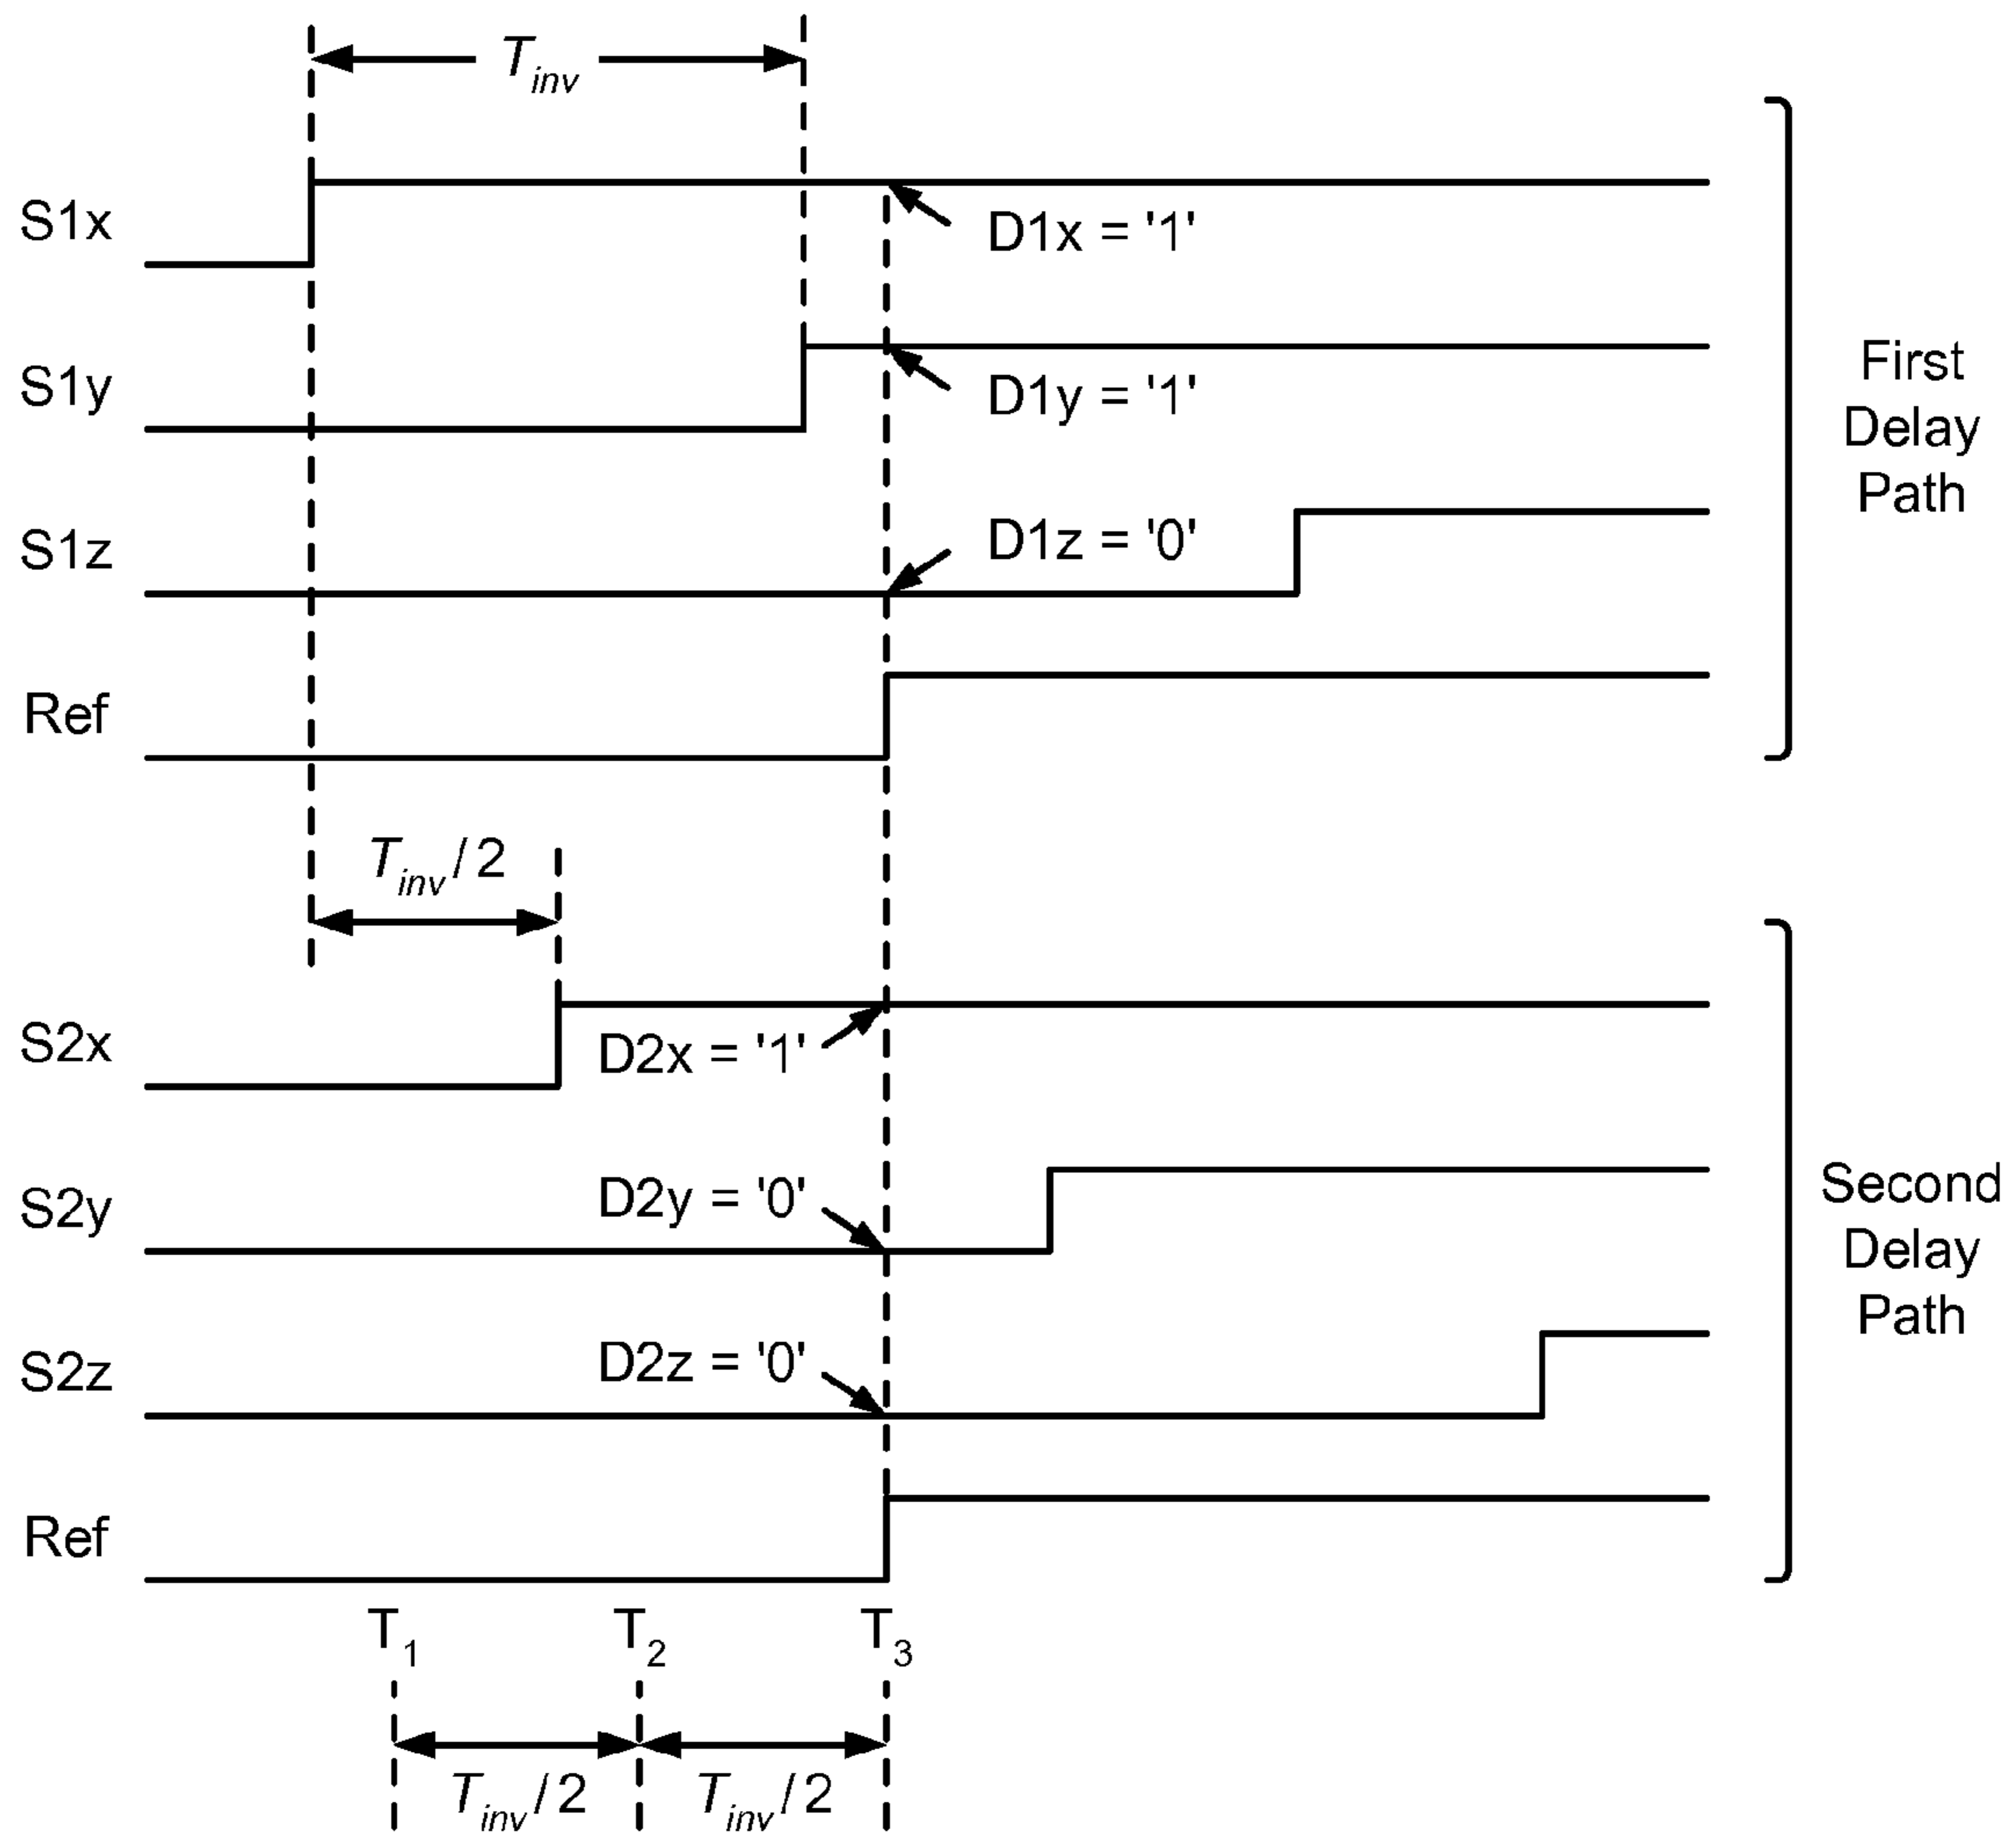 T_inv
S1x
D1x = '1'
S1y
D1y = '1'
First
Delay
Path
S1z
D1z = '0'
Ref
T_inv/2
S2x
D2x = '1'
S2y
D2y = '0'
Second
Delay
Path
S2z
D2z = '0'
Ref
T_1 T_2 T_3
T_inv/2 T_inv/2